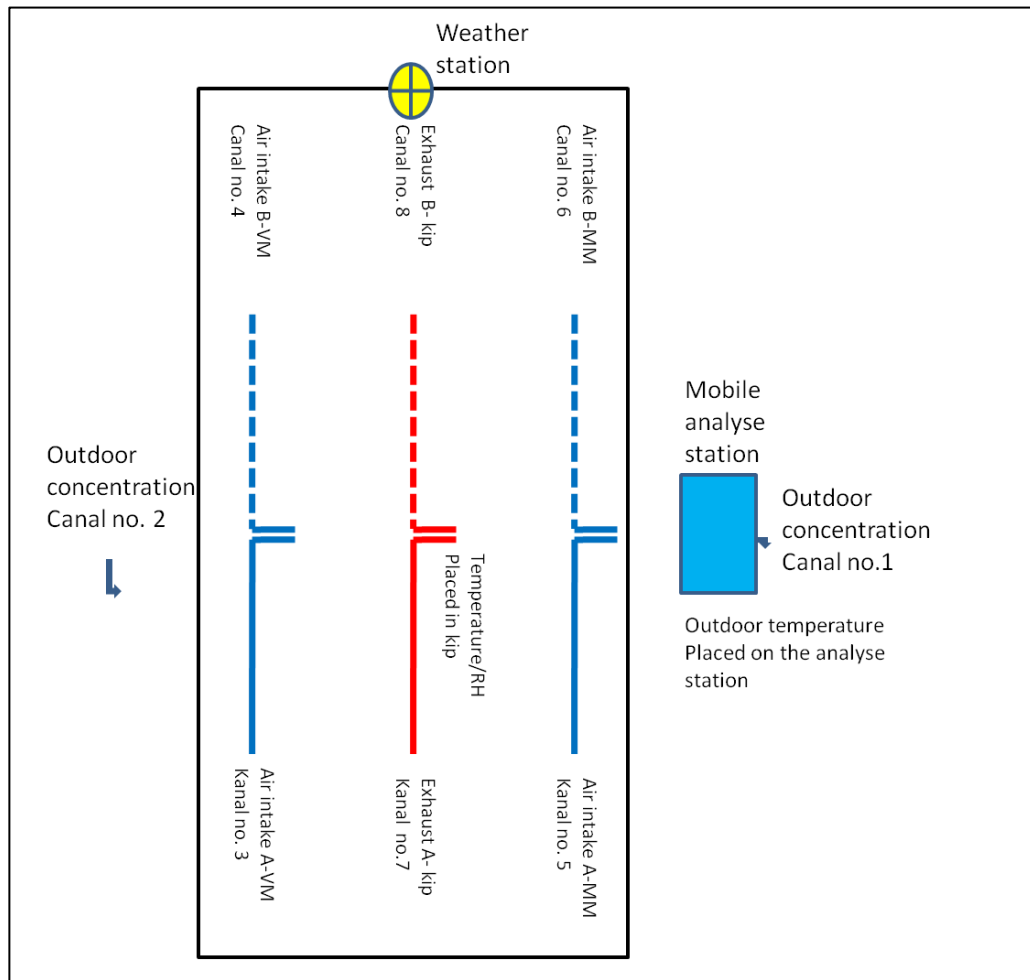 Weather
station
Air intake B-VM
Canal no. 4
Exhaust B- kip
Canal no. 8
Air intake B-MM
Canal no. 6
Mobile
analyse
station
Outdoor
concentration
Canal no. 2
Outdoor
concentration
Canal no.1
Temperature/RH
Placed in kip
Outdoor temperature
Placed on the analyse
station
Air intake A-VM
Kanal no. 3
Exhaust A- kip
Kanal no.7
Air intake A-MM
Kanal no. 5